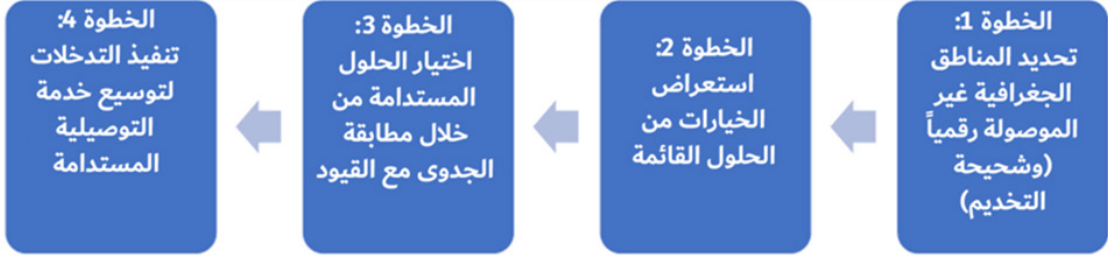 الخطوة 1:
تحديد المناطق
الجغرافية غير
الموصولة رقمياً
(وشحيحة
التخديم)
الخطوة 2:
استعراض
الخيارات من
الحلول القائمة
الخطوة 3:
اختيار الحلول
المستدامة من
خلال مطابقة
الجدوى مع القيود
الخطوة 4:
تنفيذ التدخلات
لتوسيع خدمة
التوصيلية
المستدامة